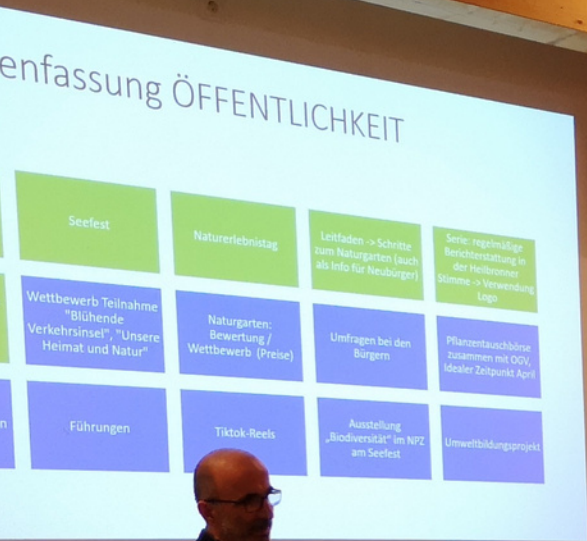 enfassung ÖFFENTLICHKEIT
Seefest
Naturerlebnistag
Leitfaden -> Schritte
zum Naturgarten (auch
als Info für Neubürger)
Serie: regelmäßige
Berichterstattung in
der Heilbronner
Stimme -> Verwendung
Logo
Wettbewerb Teilnahme
"Blühende
Verkehrsinsel", "Unsere
Heimat und Natur"
Naturgarten:
Bewertung /
Wettbewerb (Preise)
Umfragen bei den
Bürgern
Pflanzentauschbörse
zusammen mit OGV,
Idealer Zeitpunkt April
n
Führungen
Tiktok-Reels
Ausstellung
„Biodiversität" im NPZ
am Seefest
Umweltbildungsprojekt